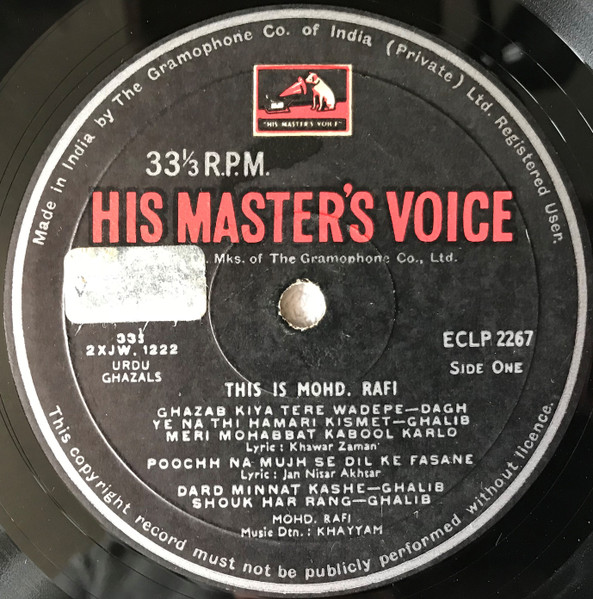 Made in India by The Gramophone Co. of India (Private) Ltd. Registered User.
"HIS MASTER'S VOICE"
33⅓ R.P.M.
HIS MASTER'S VOICE
. Mks. of The Gramophone Co., Ltd.
33⅓
2XJW. 1222
URDU
GHAZALS
ECLP 2267
SIDE ONE
THIS IS MOHD. RAFI
GHAZAB KIYA TERE WADEPE—DAGH
YE NA THI HAMARI KISMET—GHALIB
MERI MOHABBAT KABOOL KARLO
Lyric: Khawar Zaman
POOCHH NA MUJH SE DIL KE FASANE
Lyric: Jan Nisar Akhsar
DARD MINNAT KASHE—GHALIB
SHOUK HAR RANG—GHALIB
MOHD. RAFI
Music Dtn.: KHAYYAM
This copyright record must not be publicly performed without licence.